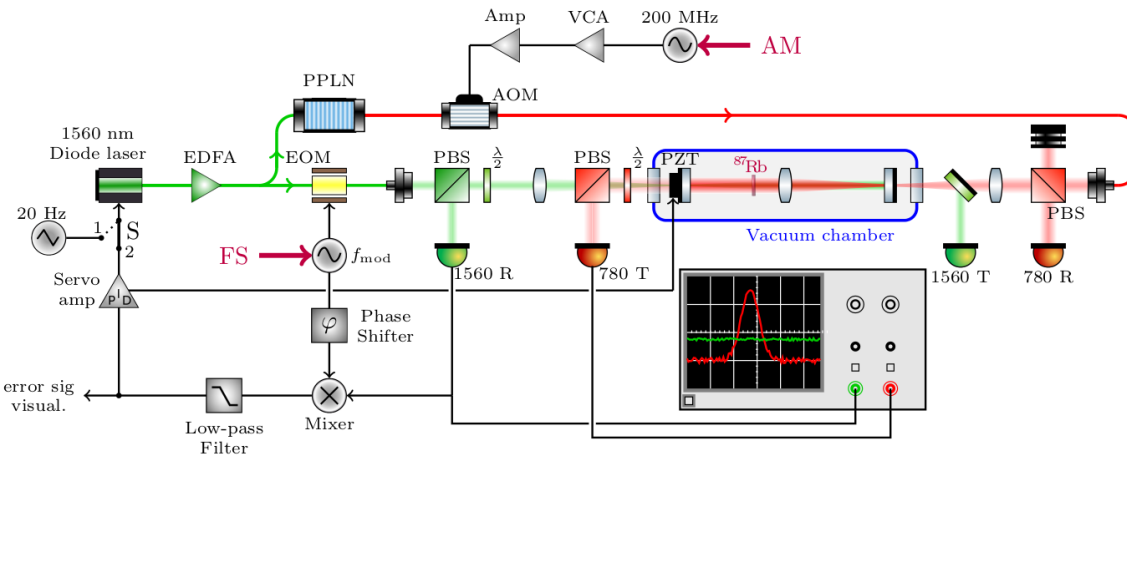 Amp
VCA
200 MHz
AM
PPLN
AOM
1560 nm
Diode laser
EDFA
EOM
PBS
λ/2
PBS
λ/2
PZT
⁸⁷Rb
PBS
20 Hz
1
S
2
FS
f_mod
Vacuum chamber
1560 R
780 T
1560 T
780 R
Servo
amp
P I D
φ
Phase
Shifter
error sig
visual.
Mixer
Low-pass
Filter